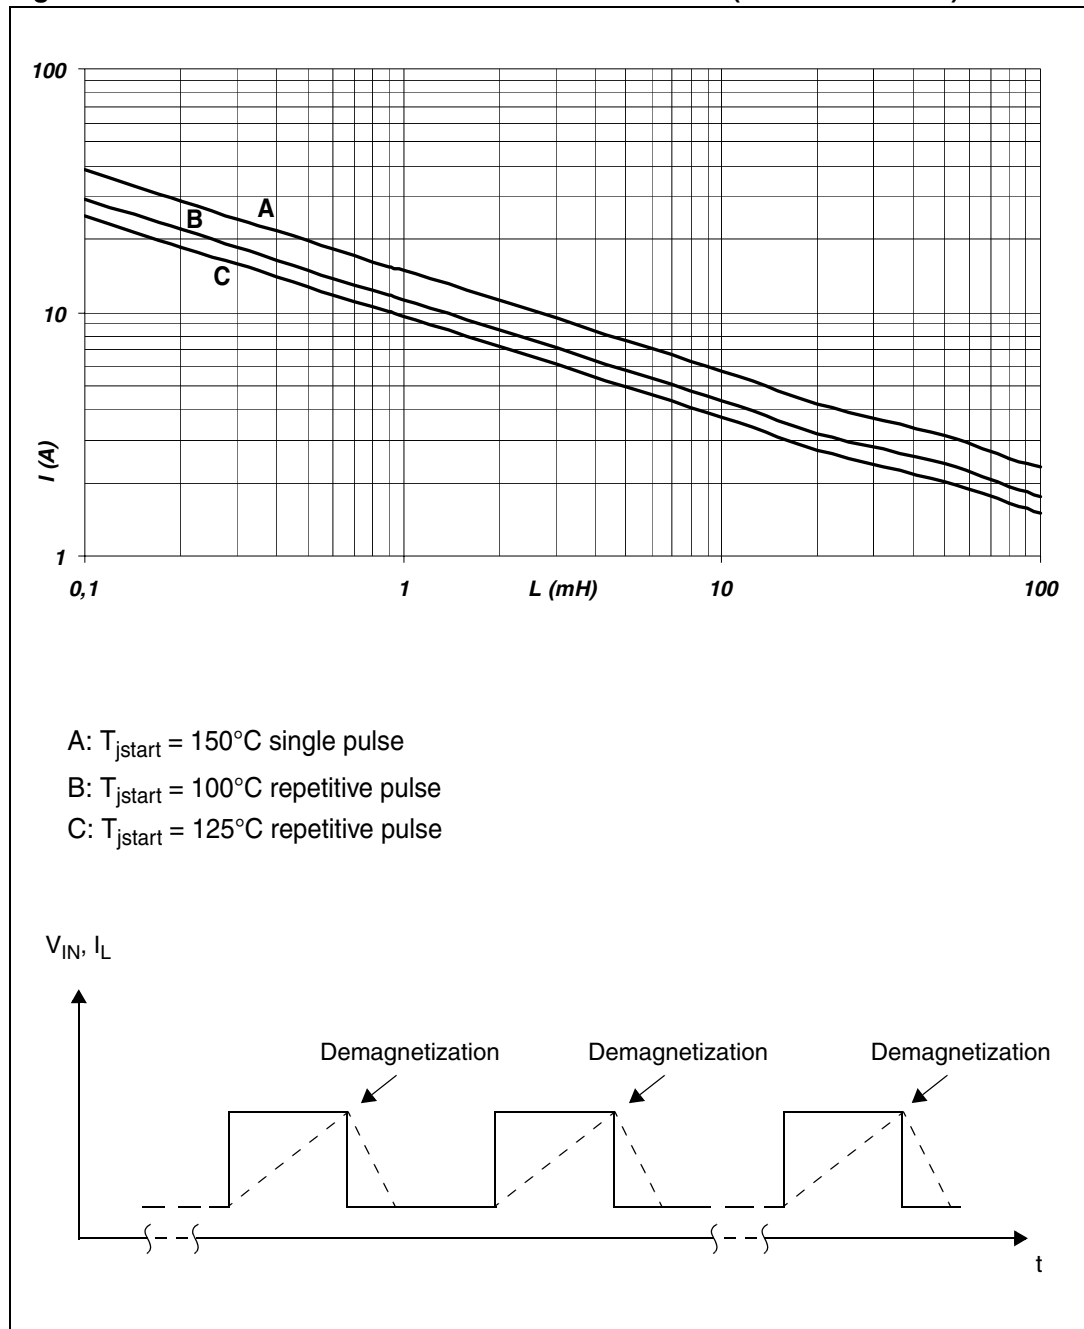 100
A
B
C
10
I (A)
1
0,1
1
L (mH)
10
100
A: Tjstart = 150°C single pulse
B: Tjstart = 100°C repetitive pulse
C: Tjstart = 125°C repetitive pulse
VIN, IL
Demagnetization
Demagnetization
Demagnetization
t